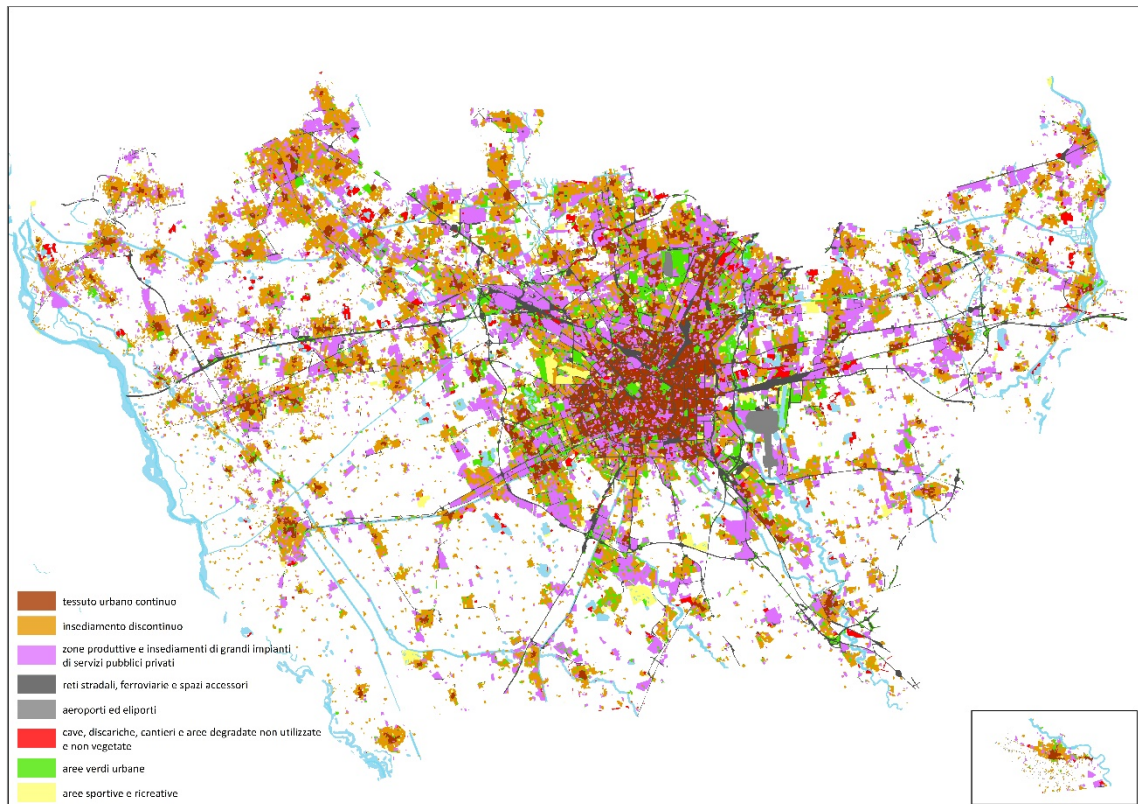 tessuto urbano continuo
insediamento discontinuo
zone produttive e insediamenti di grandi impianti
di servizi pubblici privati
reti stradali, ferroviarie e spazi accessori
aeroporti ed eliporti
cave, discariche, cantieri e aree degradate non utilizzate
e non vegetate
aree verdi urbane
aree sportive e ricreative